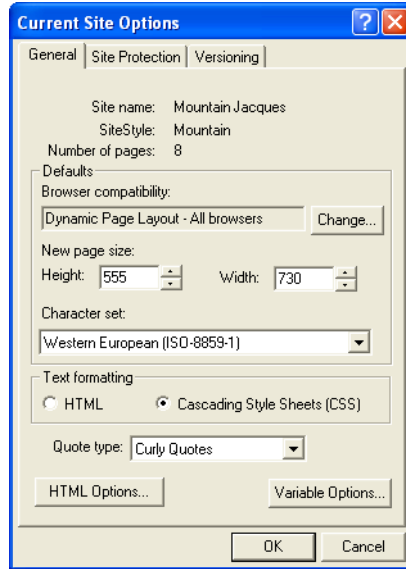 Current Site Options
General Site Protection Versioning
Site name: Mountain Jacques
SiteStyle: Mountain
Number of pages: 8
Defaults
Browser compatibility:
Dynamic Page Layout - All browsers Change...
New page size:
Height: 555 Width: 730
Character set:
Western European (ISO-8859-1)
Text formatting
HTML Cascading Style Sheets (CSS)
Quote type: Curly Quotes
HTML Options... Variable Options...
OK Cancel